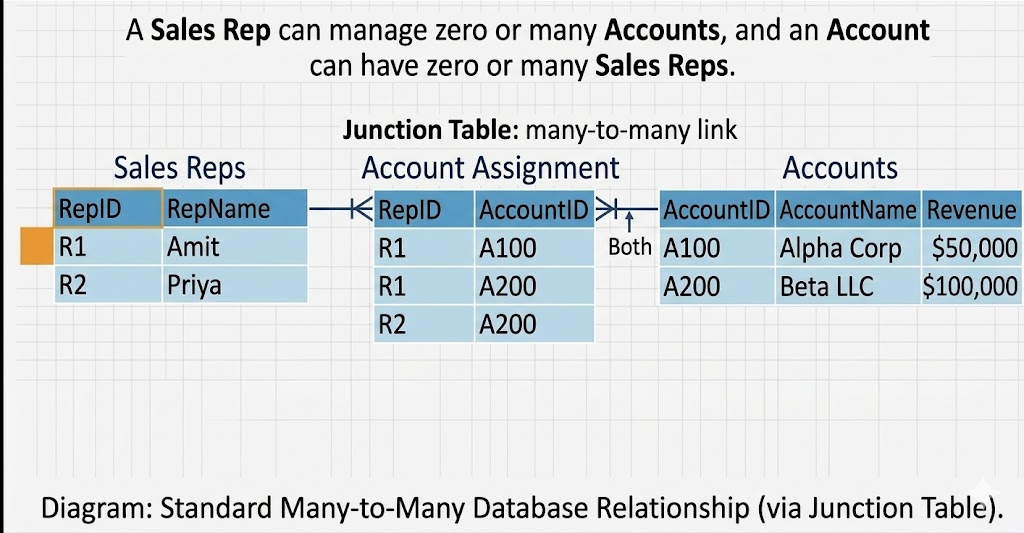 A Sales Rep can manage zero or many Accounts, and an Account
can have zero or many Sales Reps.
Junction Table: many-to-many link
Sales Reps
RepID RepName
R1 Amit
R2 Priya
Account Assignment
RepID AccountID
R1 A100
R1 A200
R2 A200
Both
Accounts
AccountID AccountName Revenue
A100 Alpha Corp $50,000
A200 Beta LLC $100,000
Diagram: Standard Many-to-Many Database Relationship (via Junction Table).